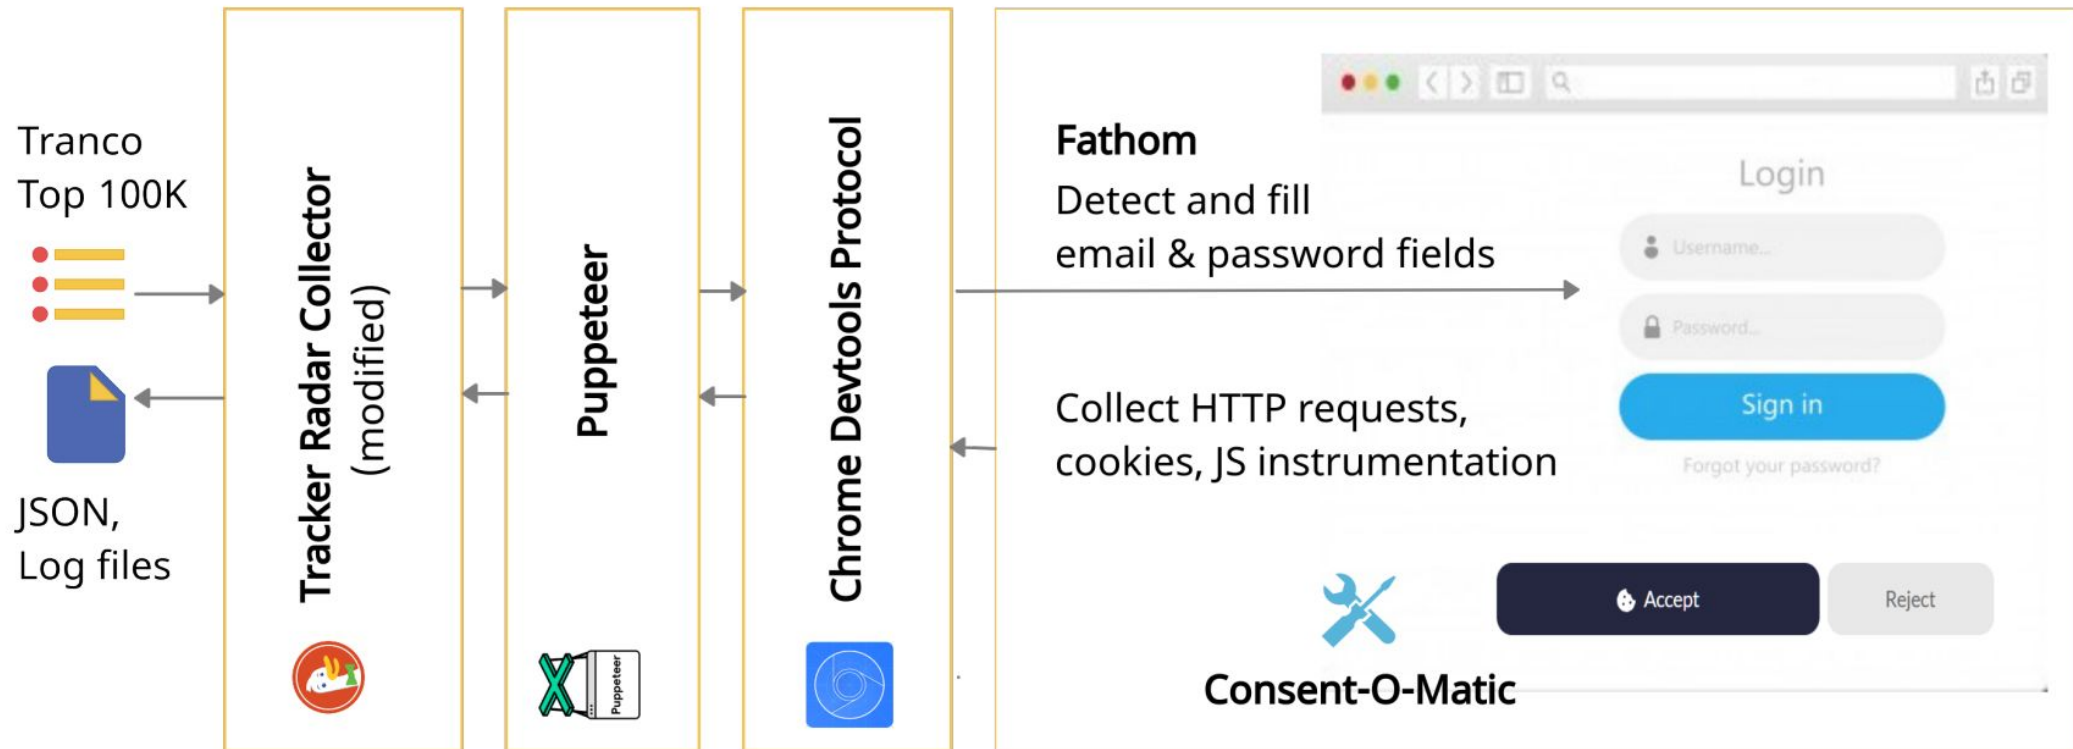 Tranco
Top 100K
JSON,
Log files
Tracker Radar Collector
(modified)
Puppeteer
Puppeteer
Chrome Devtools Protocol
Fathom
Detect and fill
email & password fields
Collect HTTP requests,
cookies, JS instrumentation
Consent-O-Matic
Login
Username...
Password...
Sign in
Forgot your password?
Accept
Reject